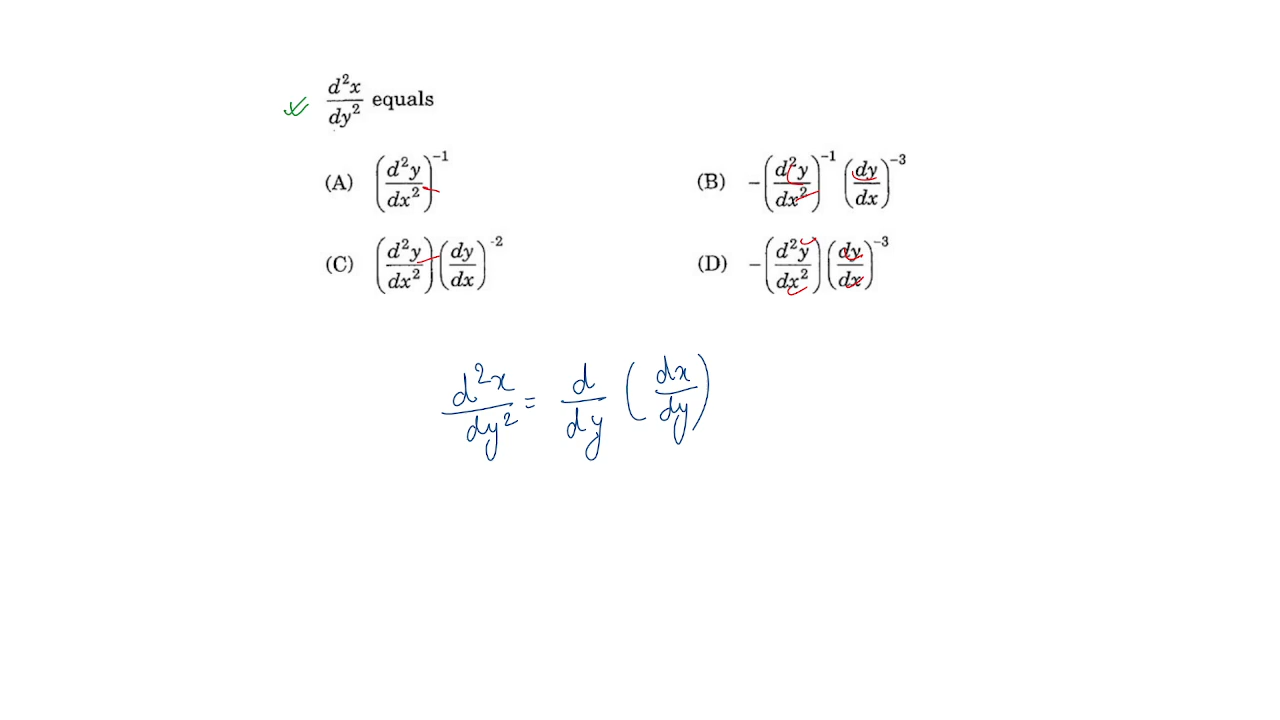 d²x/dy² equals
(A) (d²y/dx²)⁻¹ (B) −(d²y/dx²)⁻¹ (dy/dx)⁻³
(C) (d²y/dx²) (dy/dx)⁻² (D) −(d²y/dx²) (dy/dx)⁻³
d²x/dy² = d/dy (dx/dy)